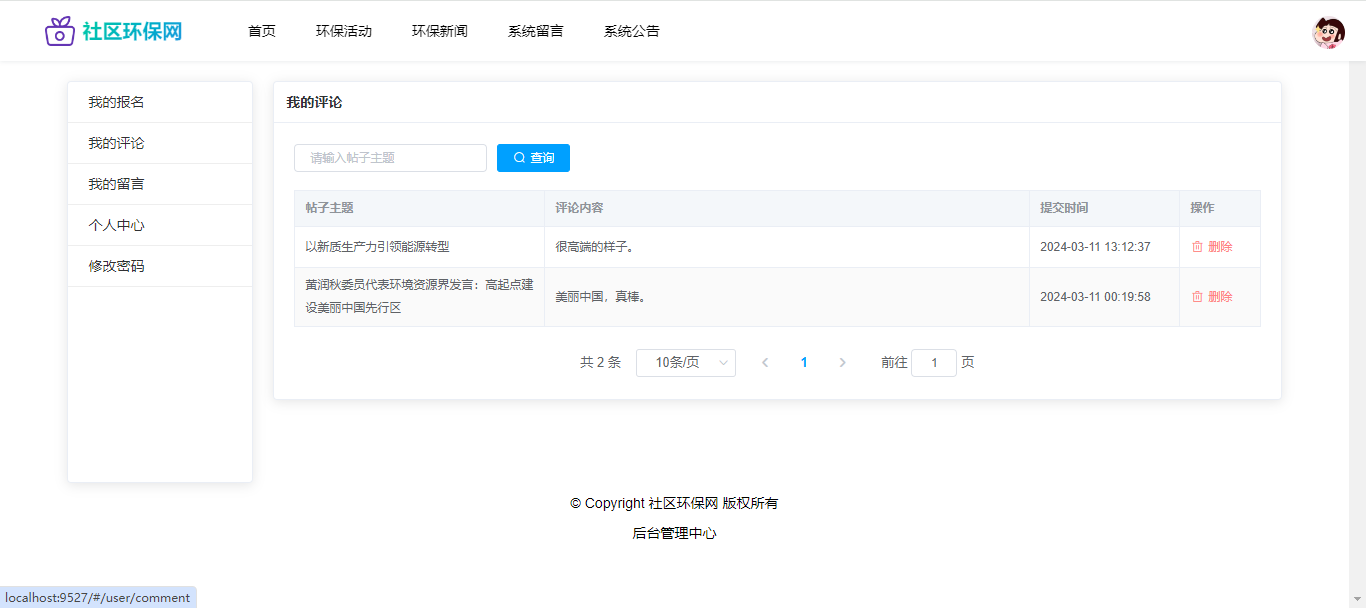 社区环保网 首页 环保活动 环保新闻 系统留言 系统公告
我的报名
我的评论
我的留言
个人中心
修改密码
我的评论
请输入帖子主题 查询
帖子主题 评论内容 提交时间 操作
以新质生产力引领能源转型 很高端的样子。 2024-03-11 13:12:37 删除
黄润秋委员代表环境资源界发言：高起点建
设美丽中国先行区 美丽中国，真棒。 2024-03-11 00:19:58 删除
共 2 条 10条/页 1 前往 1 页
© Copyright 社区环保网 版权所有
后台管理中心
localhost:9527/#/user/comment